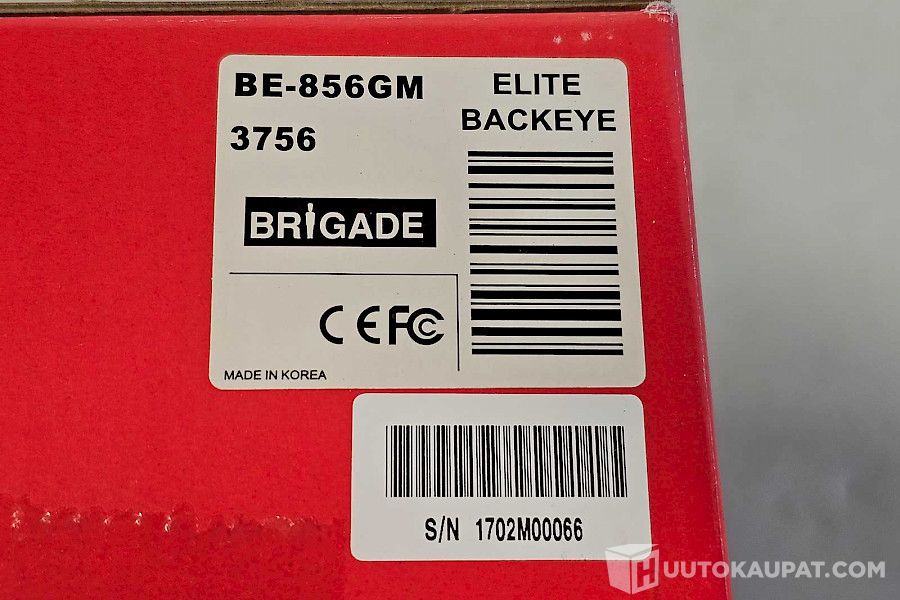 BE-856GM
3756
ELITE
BACKEYE
BRIGADE
CE FC
MADE IN KOREA
S/N 1702M00066
HUUTOKAUPAT.COM